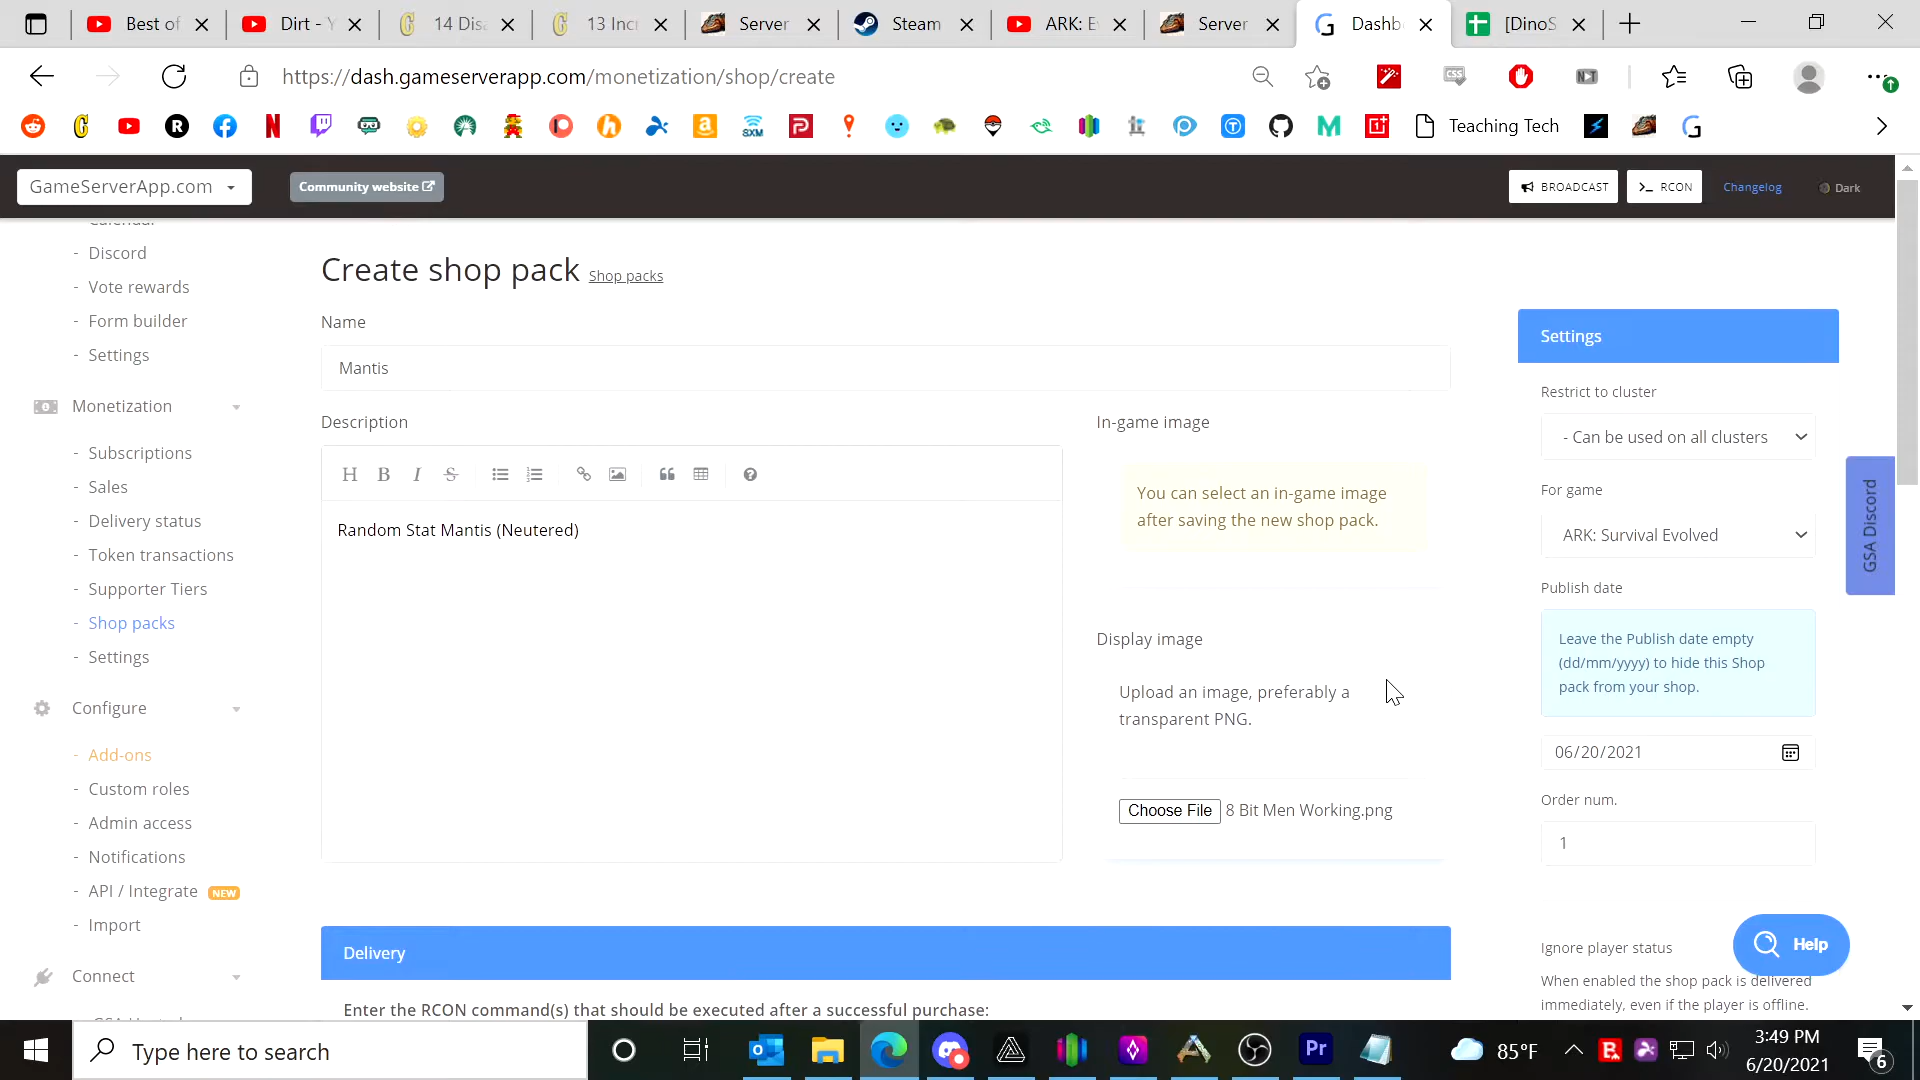 Best of
Dirt - Y
14 Disa
13 Incr
Server
Steam
ARK: E
Server
Dashb
[DinoS
https://dash.gameserverapp.com/monetization/shop/create
Teaching Tech
GameServerApp.com
Community website
BROADCAST
RCON
Changelog
Dark
- Discord
- Vote rewards
- Form builder
- Settings
Monetization
- Subscriptions
- Sales
- Delivery status
- Token transactions
- Supporter Tiers
- Shop packs
- Settings
Configure
- Add-ons
- Custom roles
- Admin access
- Notifications
- API / Integrate NEW
- Import
Connect
Create shop pack Shop packs
Name
Mantis
Description
H B I S
Random Stat Mantis (Neutered)
In-game image
You can select an in-game image
after saving the new shop pack.
Display image
Upload an image, preferably a
transparent PNG.
Choose File 8 Bit Men Working.png
Delivery
Enter the RCON command(s) that should be executed after a successful purchase:
Settings
Restrict to cluster
- Can be used on all clusters
For game
ARK: Survival Evolved
Publish date
Leave the Publish date empty
(dd/mm/yyyy) to hide this Shop
pack from your shop.
06/20/2021
Order num.
1
Ignore player status
When enabled the shop pack is delivered
immediately, even if the player is offline.
GSA Discord
Help
Type here to search
Pr
85°F
3:49 PM
6/20/2021
6